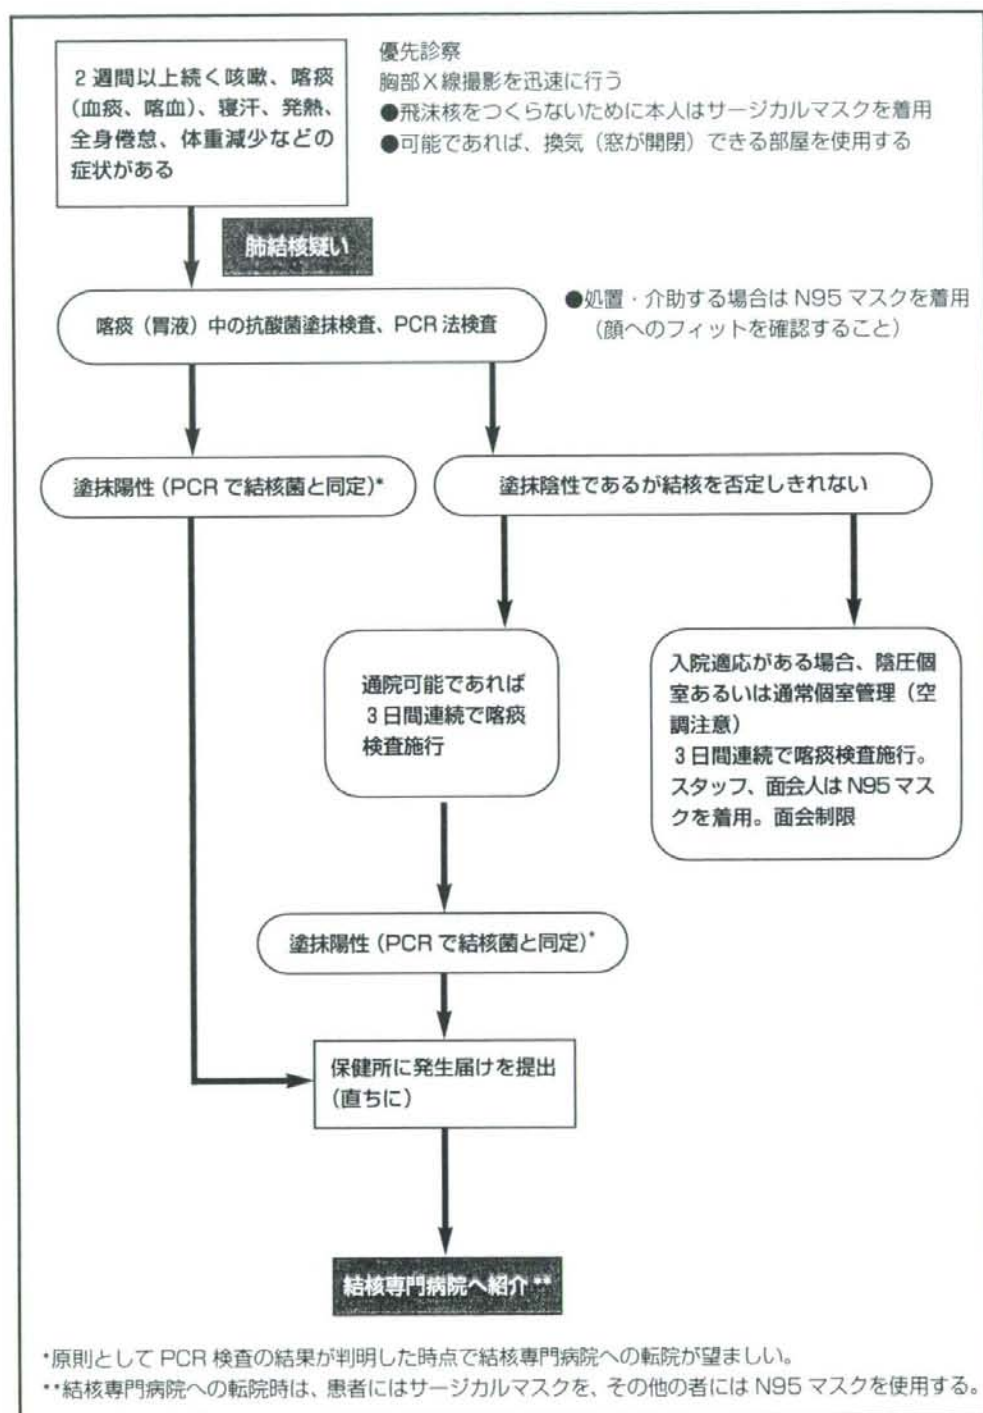 2週間以上続く咳嗽、喀痰
(血痰、喀血)、寝汗、発熱、
全身倦怠、体重減少などの
症状がある
優先診察
胸部X線撮影を迅速に行う
●飛沫核をつくらないために本人はサージカルマスクを着用
●可能であれば、換気(窓が開閉)できる部屋を使用する
肺結核疑い
喀痰(胃液)中の抗酸菌塗抹検査、PCR法検査
●処置・介助する場合はN95マスクを着用
(顔へのフィットを確認すること)
塗抹陽性(PCRで結核菌と同定)*
塗抹陰性であるが結核を否定しきれない
通院可能であれば
3日間連続で喀痰
検査施行
入院適応がある場合、陰圧個
室あるいは通常個室管理(空
調注意)
3日間連続で喀痰検査施行。
スタッフ、面会人はN95マス
クを着用。面会制限
塗抹陽性(PCRで結核菌と同定)*
保健所に発生届けを提出
(直ちに)
結核専門病院へ紹介**
*原則としてPCR検査の結果が判明した時点で結核専門病院への転院が望ましい。
**結核専門病院への転院時は、患者にはサージカルマスクを、その他の者にはN95マスクを使用する。